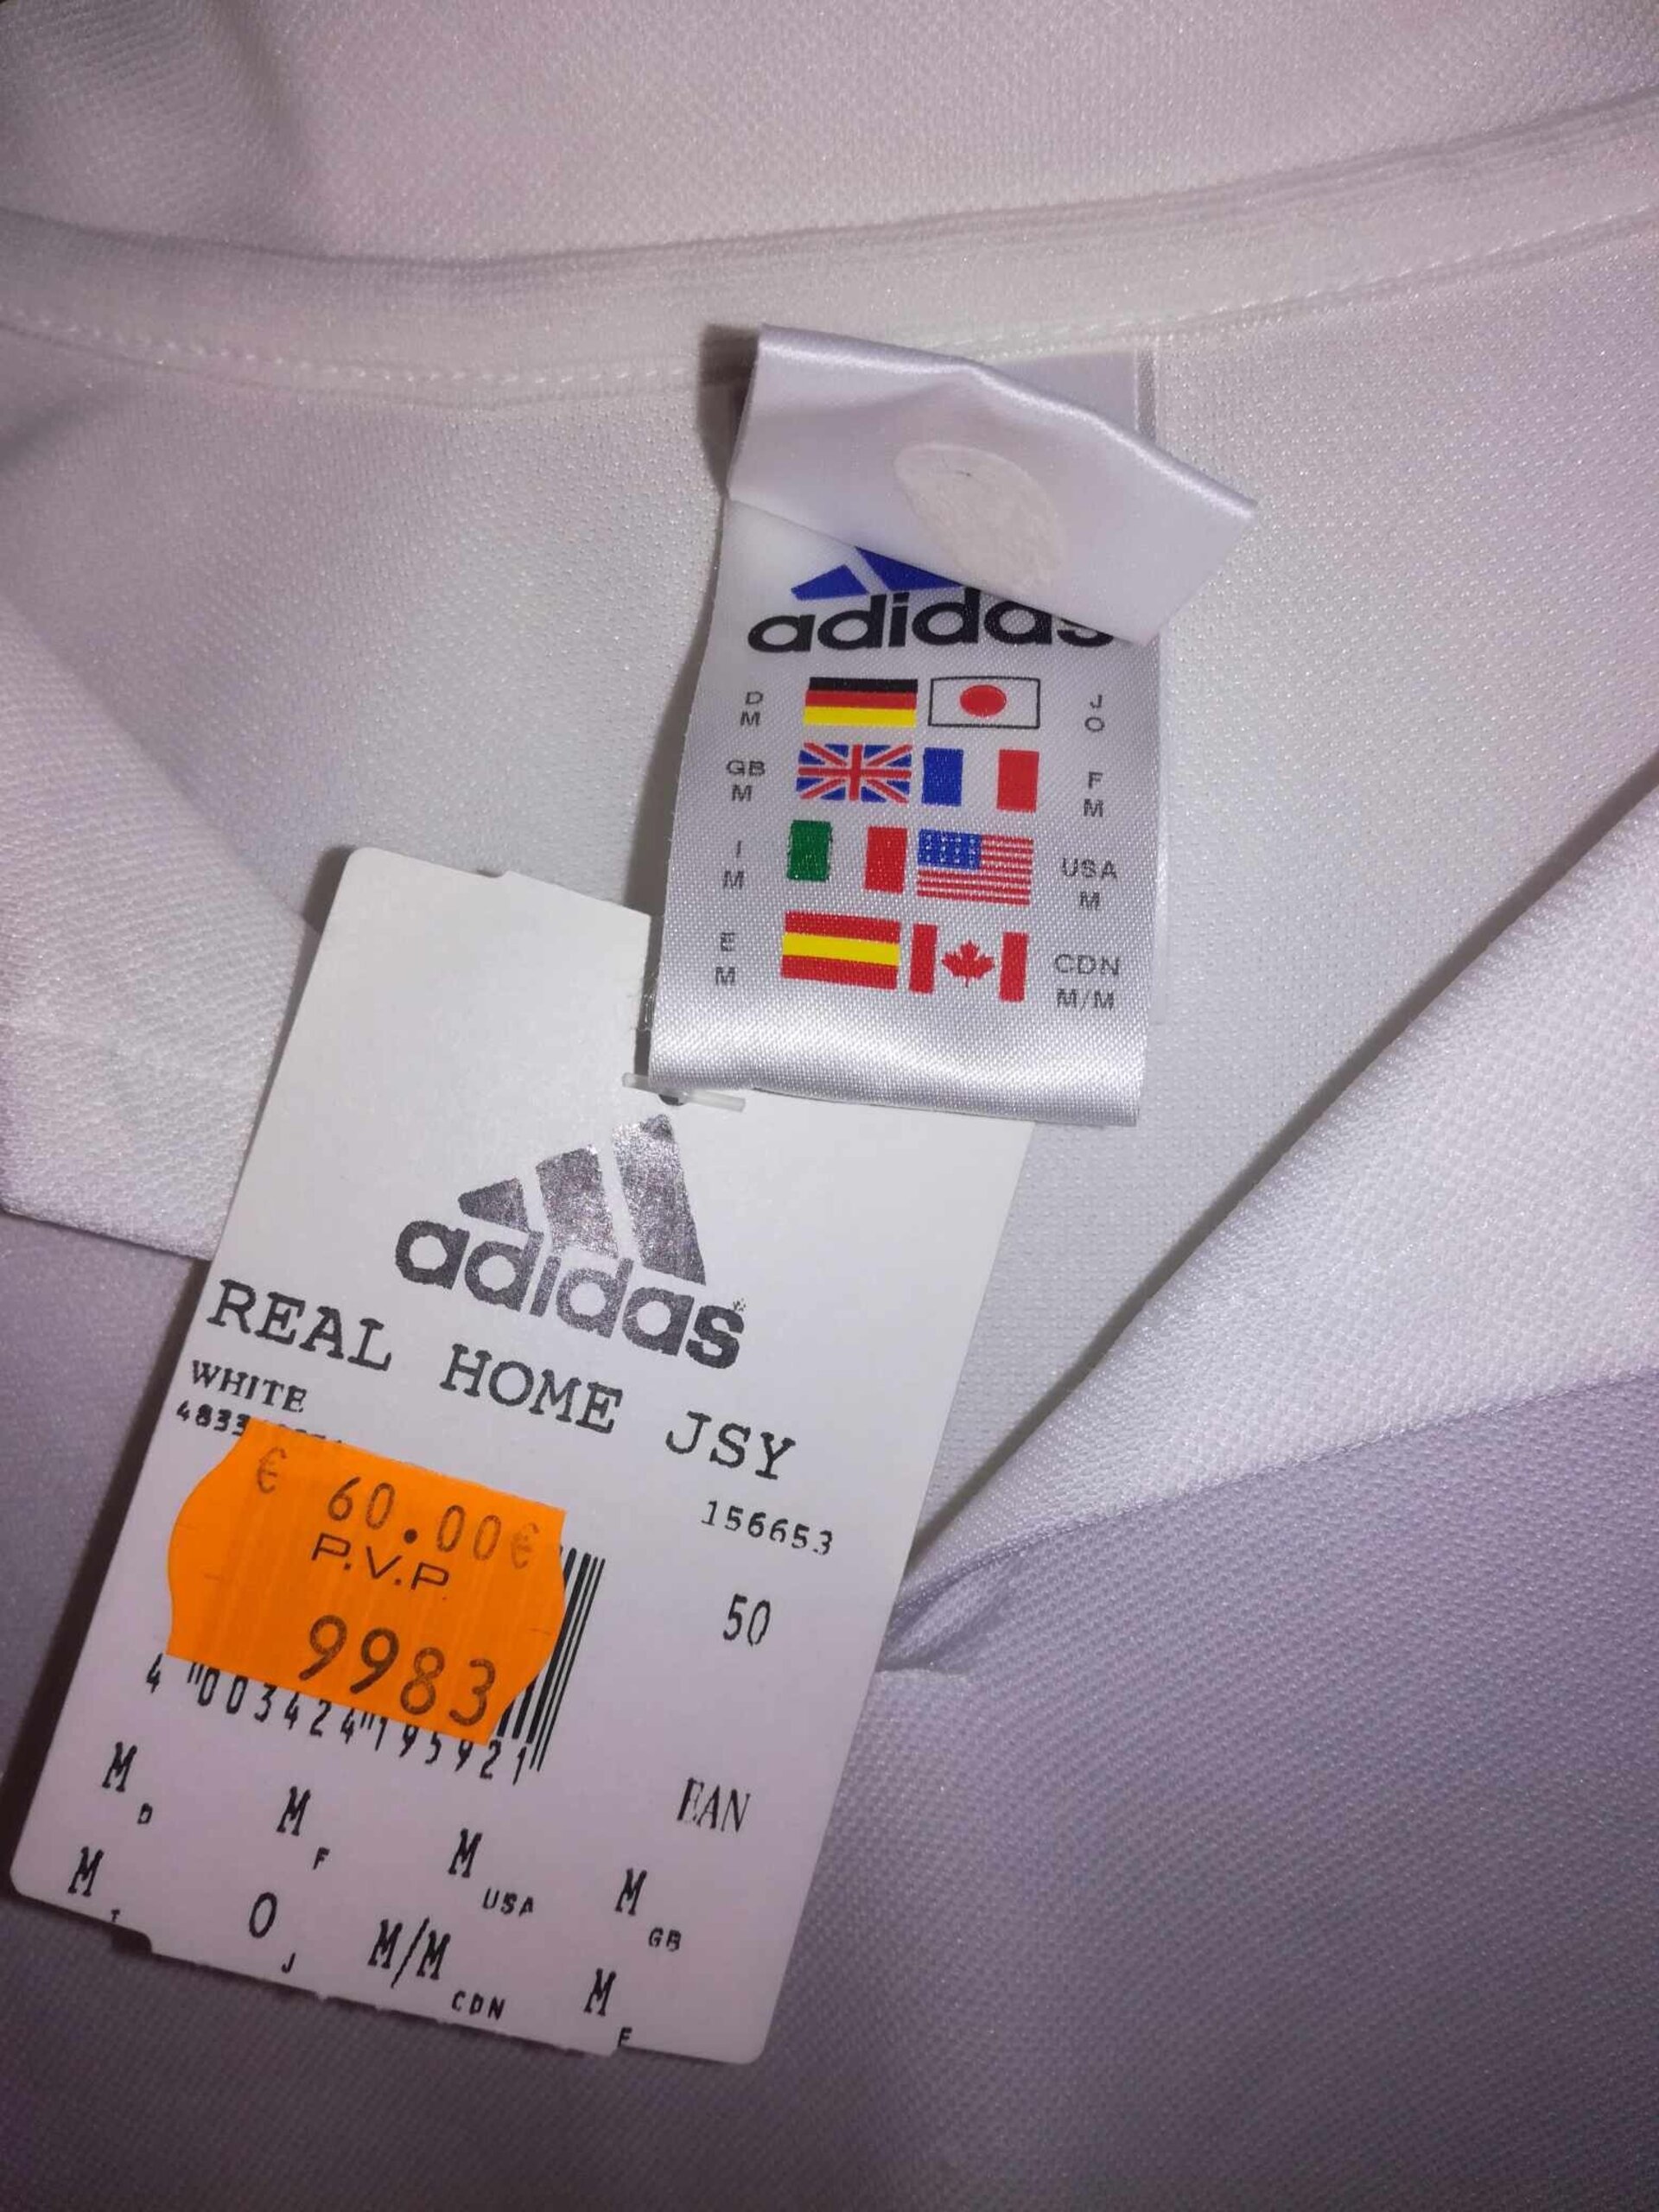 adidas
D J
M O
GB F
M M
I USA
M M
E CDN
M M/M
adidas
REAL HOME JSY
WHITE
4833
156653
€ 60.00€
P.V.P
9983
50
4 "003424"195921
EAN
M D M F M USA M GB
M I O J M/M CDN M E